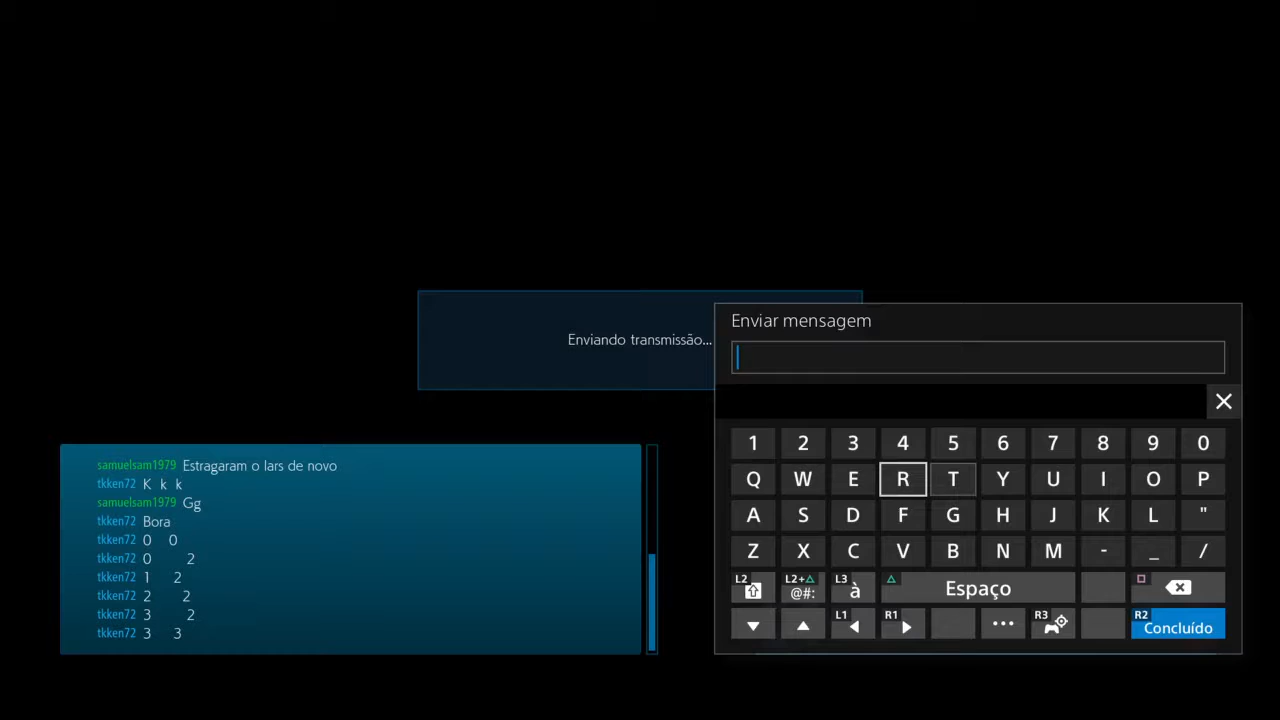 Enviando transmissão...
Enviar mensagem
1 2 3 4 5 6 7 8 9 0
Q W E R T Y U I O P
A S D F G H J K L "
Z X C V B N M - _ /
L2 L2+△ @#: L3 à △ Espaço □
L1 R1 ... R3 R2 Concluído
samuelsam1979 Estragaram o lars de novo
tkken72 K k k
samuelsam1979 Gg
tkken72 Bora
tkken72 0 0
tkken72 0 2
tkken72 1 2
tkken72 2 2
tkken72 3 2
tkken72 3 3